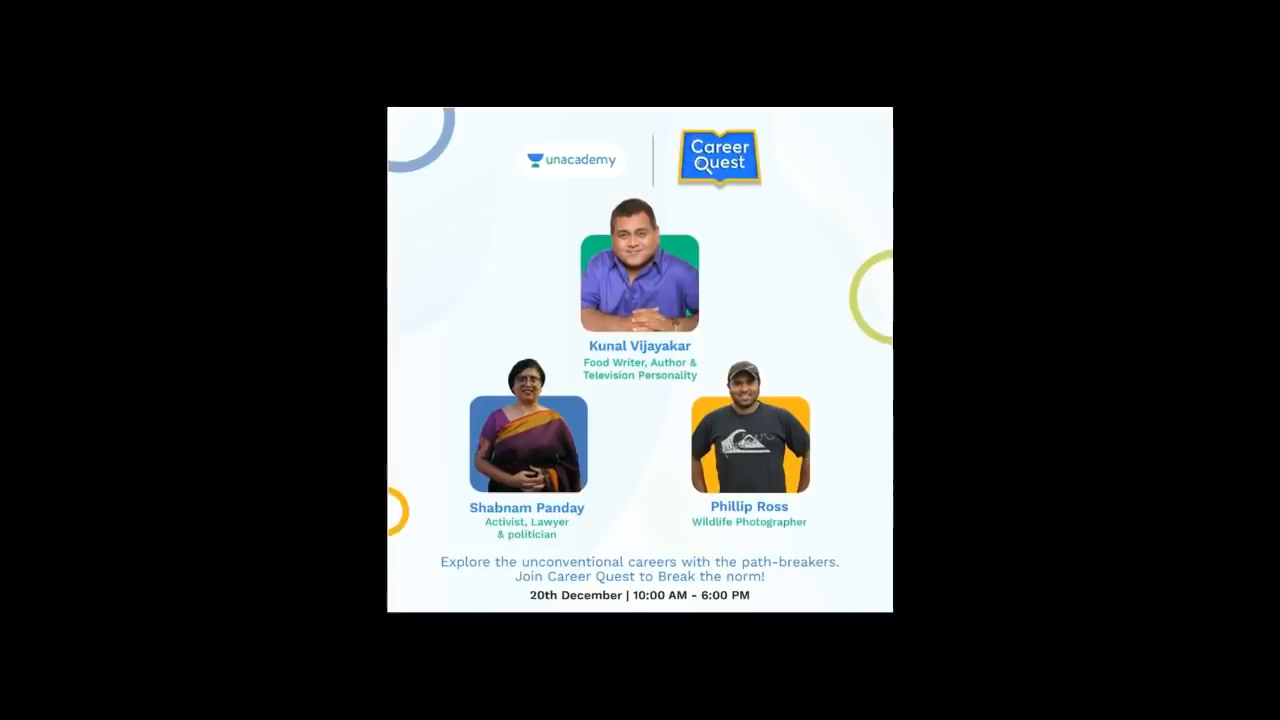 unacademy
Career
Quest
Kunal Vijayakar
Food Writer, Author &
Television Personality
Shabnam Panday
Activist, Lawyer
& politician
Phillip Ross
Wildlife Photographer
Explore the unconventional careers with the path-breakers.
Join Career Quest to Break the norm!
20th December | 10:00 AM - 6:00 PM